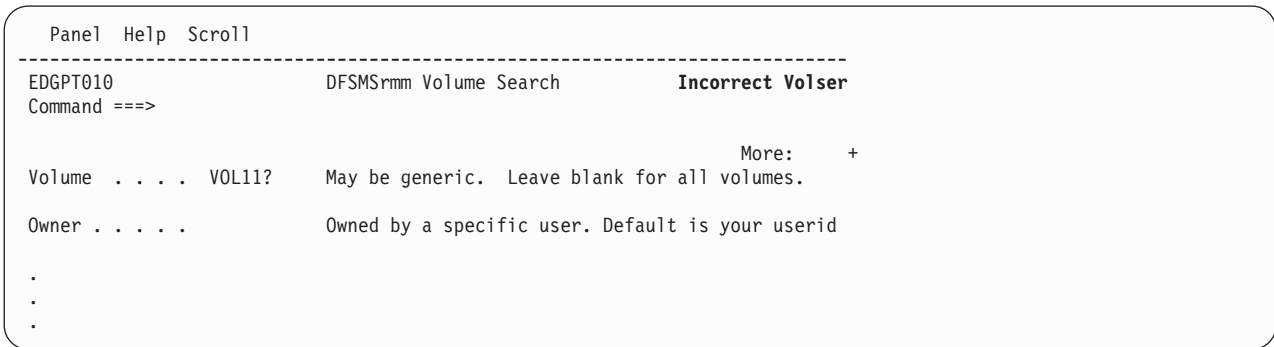 Panel Help Scroll
------------------------------------------------------------------------------
EDGPT010 DFSMSrmm Volume Search Incorrect Volser
Command ===>
More: +
Volume . . . . VOL11? May be generic. Leave blank for all volumes.
Owner . . . . . Owned by a specific user. Default is your userid
.
.
.